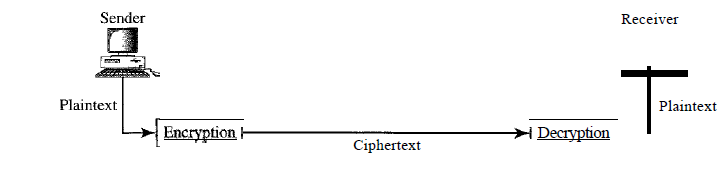 Sender
Receiver
Plaintext
Plaintext
Encryption
Decryption
Ciphertext